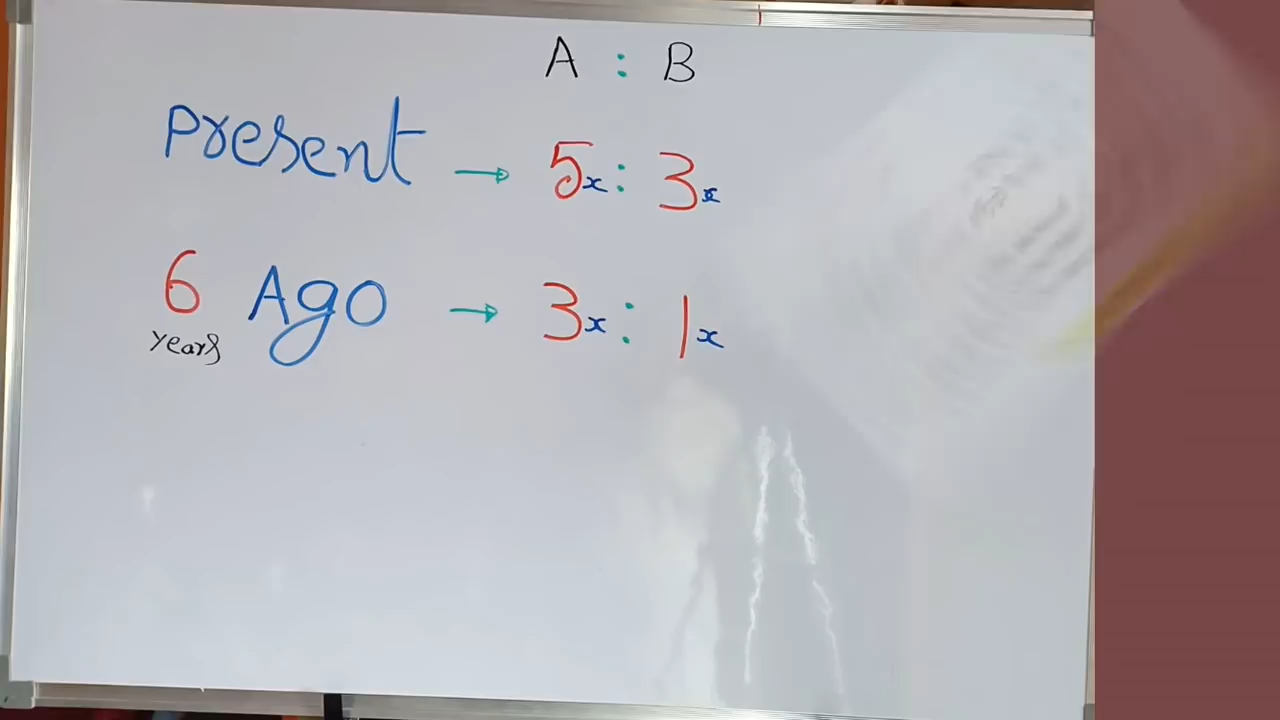 A : B
Present → 5x : 3x
6 years Ago → 3x : 1x